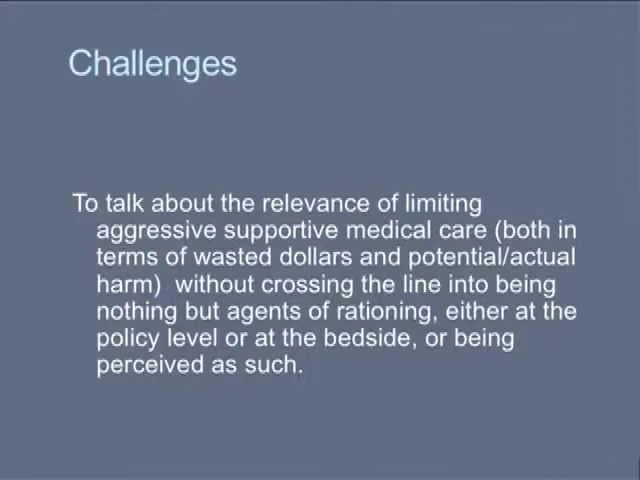 Challenges
To talk about the relevance of limiting
aggressive supportive medical care (both in
terms of wasted dollars and potential/actual
harm)  without crossing the line into being
nothing but agents of rationing, either at the
policy level or at the bedside, or being
perceived as such.